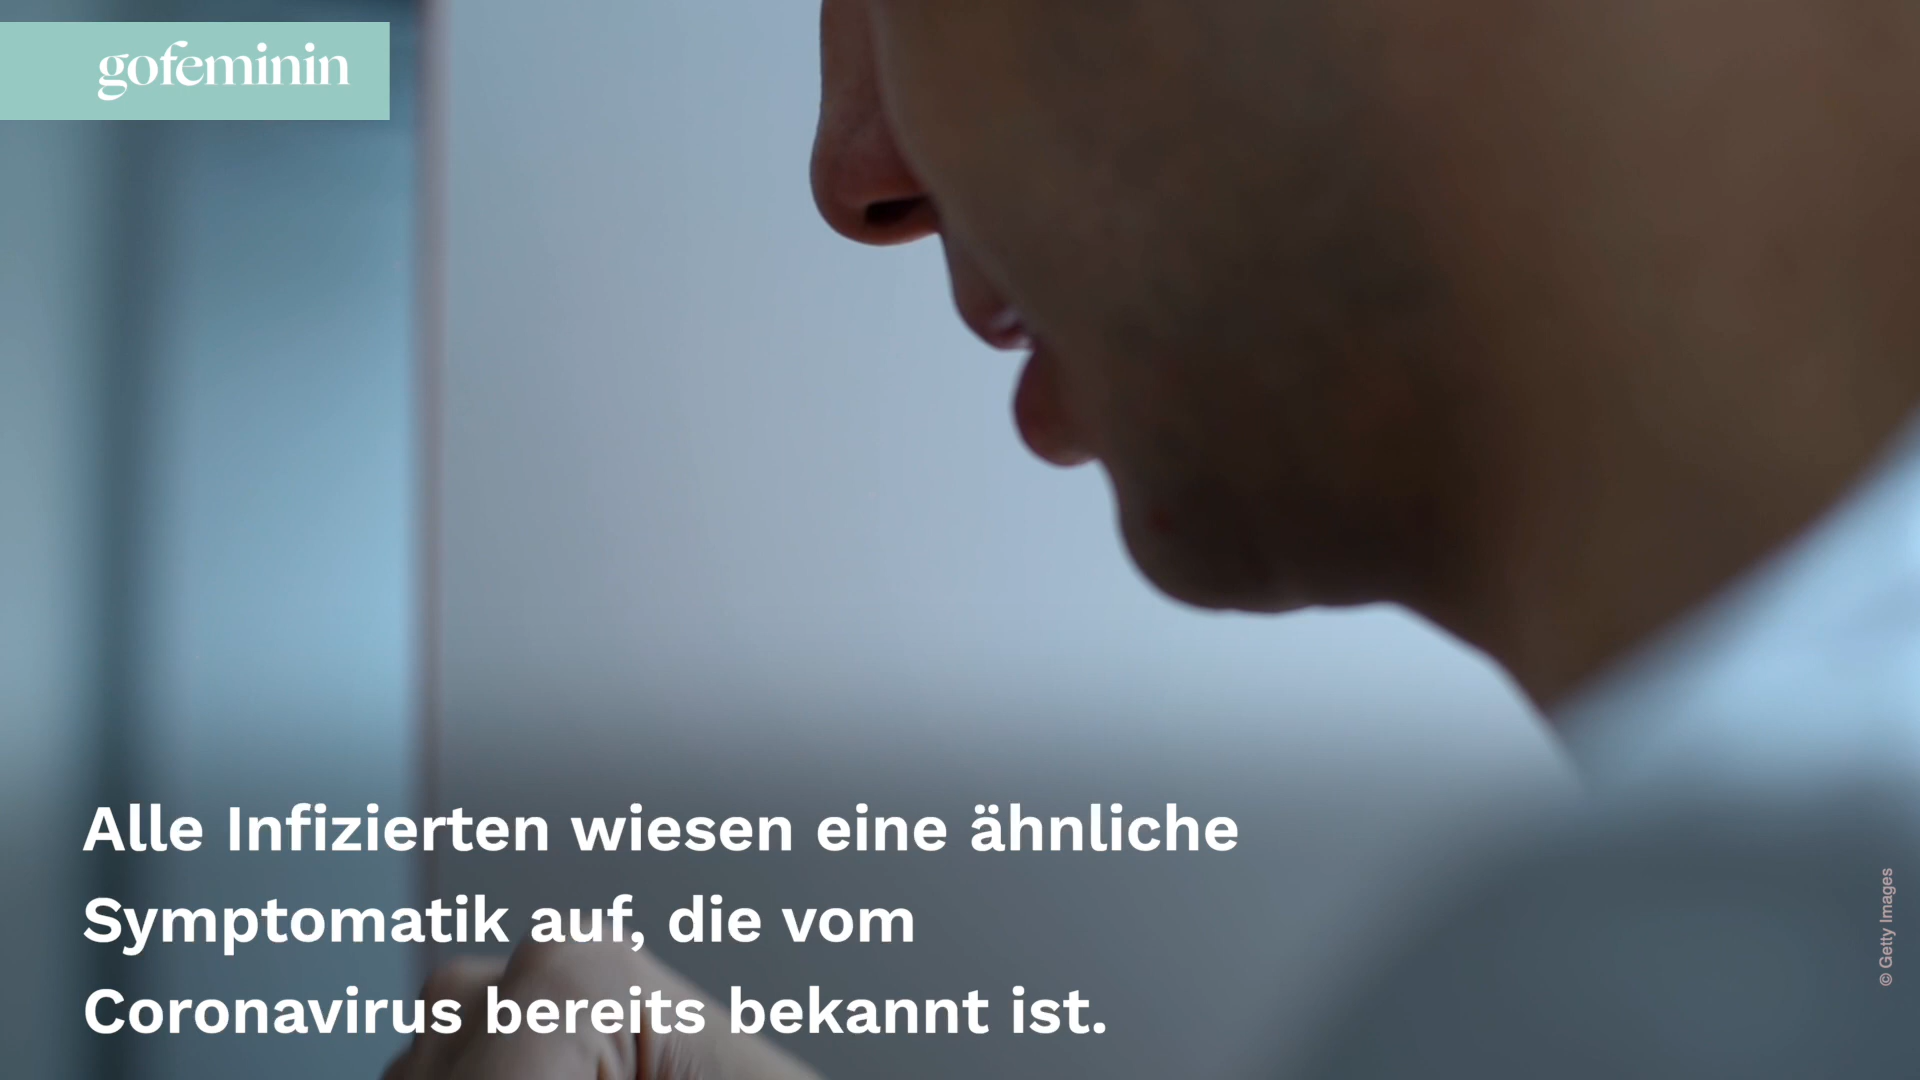 gofeminin
Alle Infizierten wiesen eine ähnliche
Symptomatik auf, die vom
Coronavirus bereits bekannt ist.
© Getty Images